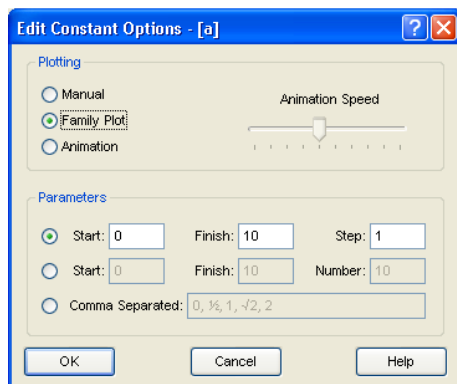 Edit Constant Options - [a]
Plotting
Manual
Animation Speed
Family Plot
Animation
Parameters
Start: 0 Finish: 10 Step: 1
Start: 0 Finish: 10 Number: 10
Comma Separated: 0, ½, 1, √2, 2
OK Cancel Help